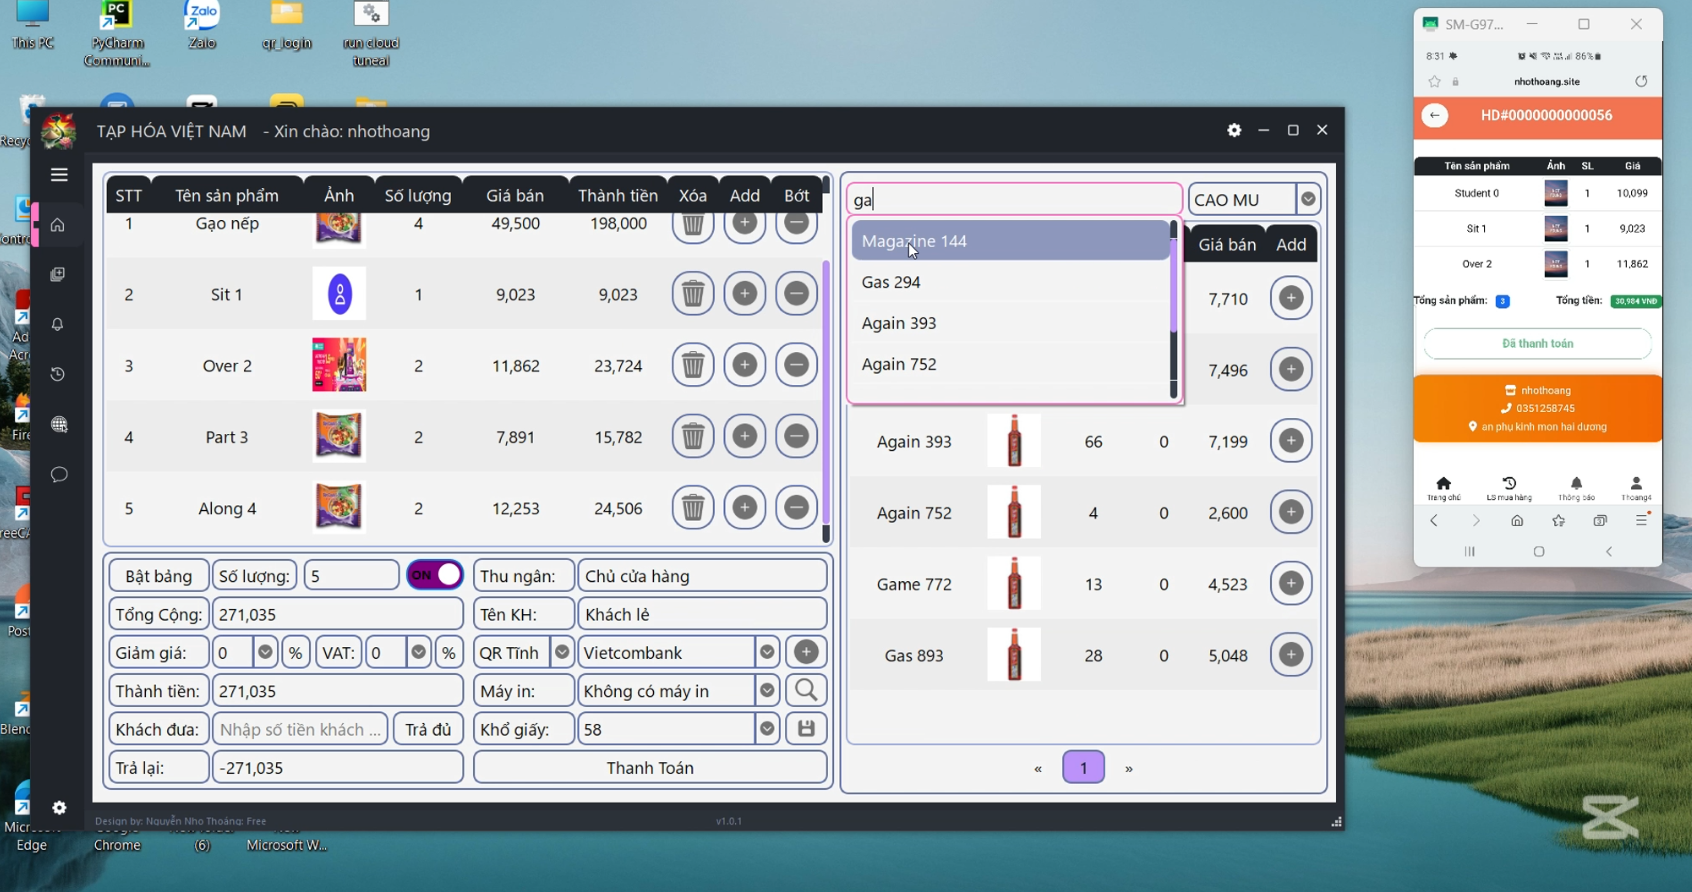 This PC
PyCharm
Communi...
Zalo
Zalo
qr_login
run cloud
tuneal
TẠP HÓA VIỆT NAM - Xin chào: nhothoang
STT Tên sản phẩm Ảnh Số lượng Giá bán Thành tiền Xóa Add Bớt
1 Gạo nếp 4 49,500 198,000
2 Sit 1 1 9,023 9,023
3 Over 2 2 11,862 23,724
4 Part 3 2 7,891 15,782
5 Along 4 2 12,253 24,506
Bật bảng Số lượng: 5 ON Thu ngân: Chủ cửa hàng
Tổng Cộng: 271,035 Tên KH: Khách lẻ
Giảm giá: 0 % VAT: 0 % QR Tĩnh Vietcombank
Thành tiền: 271,035 Máy in: Không có máy in
Khách đưa: Nhập số tiền khách ... Trả đủ Khổ giấy: 58
Trả lại: -271,035 Thanh Toán
ga CAO MU
Magazine 144
Gas 294
Again 393
Again 752
Giá bán Add
7,710
7,496
Again 393 66 0 7,199
Again 752 4 0 2,600
Game 772 13 0 4,523
Gas 893 28 0 5,048
« 1 »
Design by: Nguyễn Nho Thoảng: Free v1.0.1
Edge
Chrome
(6)
Microsoft W...
SM-G97...
8:31 86%
nhothoang.site
HD#0000000000056
Tên sản phẩm Ảnh SL Giá
Student 0 1 10,099
Sit 1 1 9,023
Over 2 1 11,862
Tổng sản phẩm: 3 Tổng tiền: 30,984 VNĐ
Đã thanh toán
nhothoang
0351258745
an phụ kinh mon hai dương
Trang chủ LS mua hàng Thông báo Thoang4